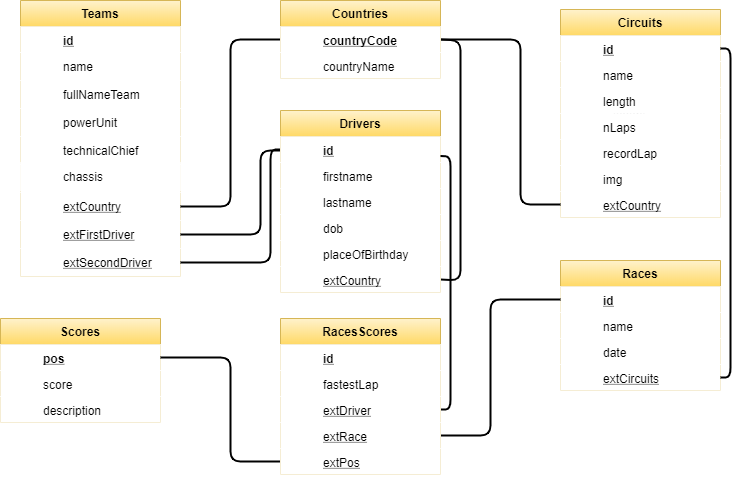 Teams
id
name
fullNameTeam
powerUnit
technicalChief
chassis
extCountry
extFirstDriver
extSecondDriver
Countries
countryCode
countryName
Circuits
id
name
length
nLaps
recordLap
img
extCountry
Drivers
id
firstname
lastname
dob
placeOfBirthday
extCountry
Races
id
name
date
extCircuits
Scores
pos
score
description
RacesScores
id
fastestLap
extDriver
extRace
extPos